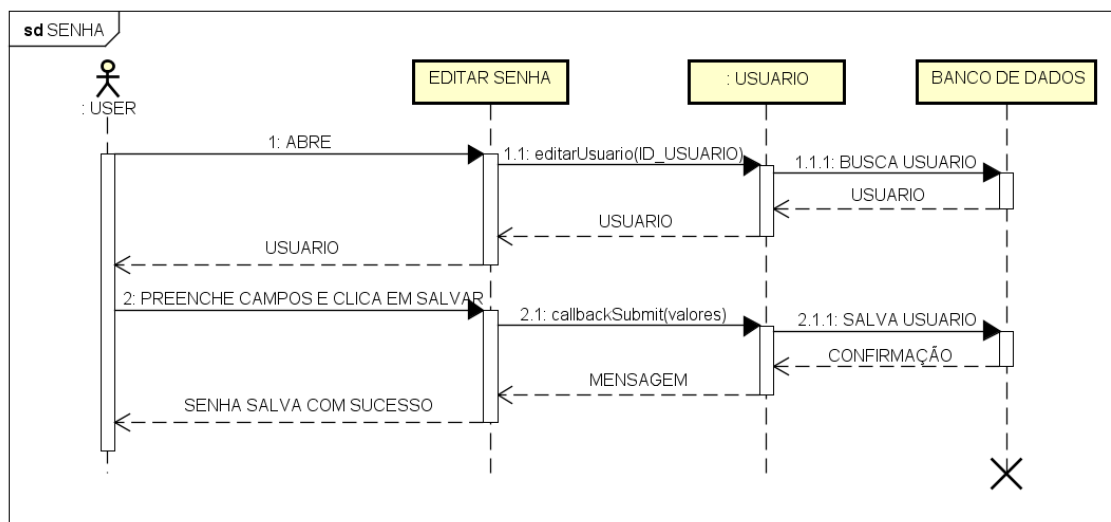 sd SENHA
EDITAR SENHA
: USUARIO
BANCO DE DADOS
: USER
1: ABRE
1.1: editarUsuario(ID_USUARIO)
1.1.1: BUSCA USUARIO
USUARIO
USUARIO
USUARIO
2: PREENCHE CAMPOS E CLICA EM SALVAR
2.1: callbackSubmit(valores)
2.1.1: SALVA USUARIO
CONFIRMAÇÃO
MENSAGEM
SENHA SALVA COM SUCESSO